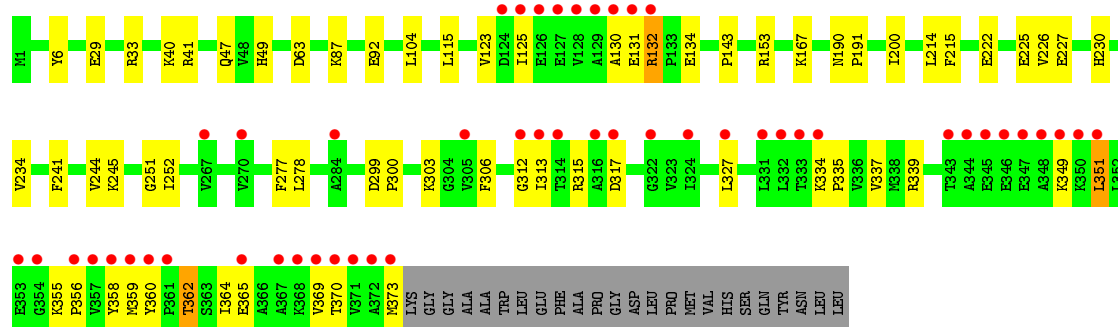 M1 Y6 E29 R33 K40 R41 Q47 V48 H49 D63 K87 E92 L104 L115 V123 D124 I125 E126 E127 V128 A129 A130 E131 R132 P133 E134 P143 R153 K167 N190 P191 I200 L214 F215 E222 E225 V226 E227 H230
V234 F241 V244 K245 G251 I252 V267 V270 F277 L278 A284 D299 P300 K303 G304 V305 F306 G312 I313 T314 R315 A316 D317 G322 V323 I324 L327 L331 L332 T333 K334 P335 V336 V337 M338 R339 T343 A344 E345 E346 E347 A348 K349 K350 L351 L352
E353 G354 K355 P356 V357 Y358 M359 Y360 P361 T362 S363 I364 E365 A366 A367 K368 V369 T370 V371 A372 M373 LYS GLY GLY ALA ALA TRP LEU GLU PHE ALA PRO GLY ASP LEU PRO MET VAL HIS SER GLN TYR ASN LEU LEU